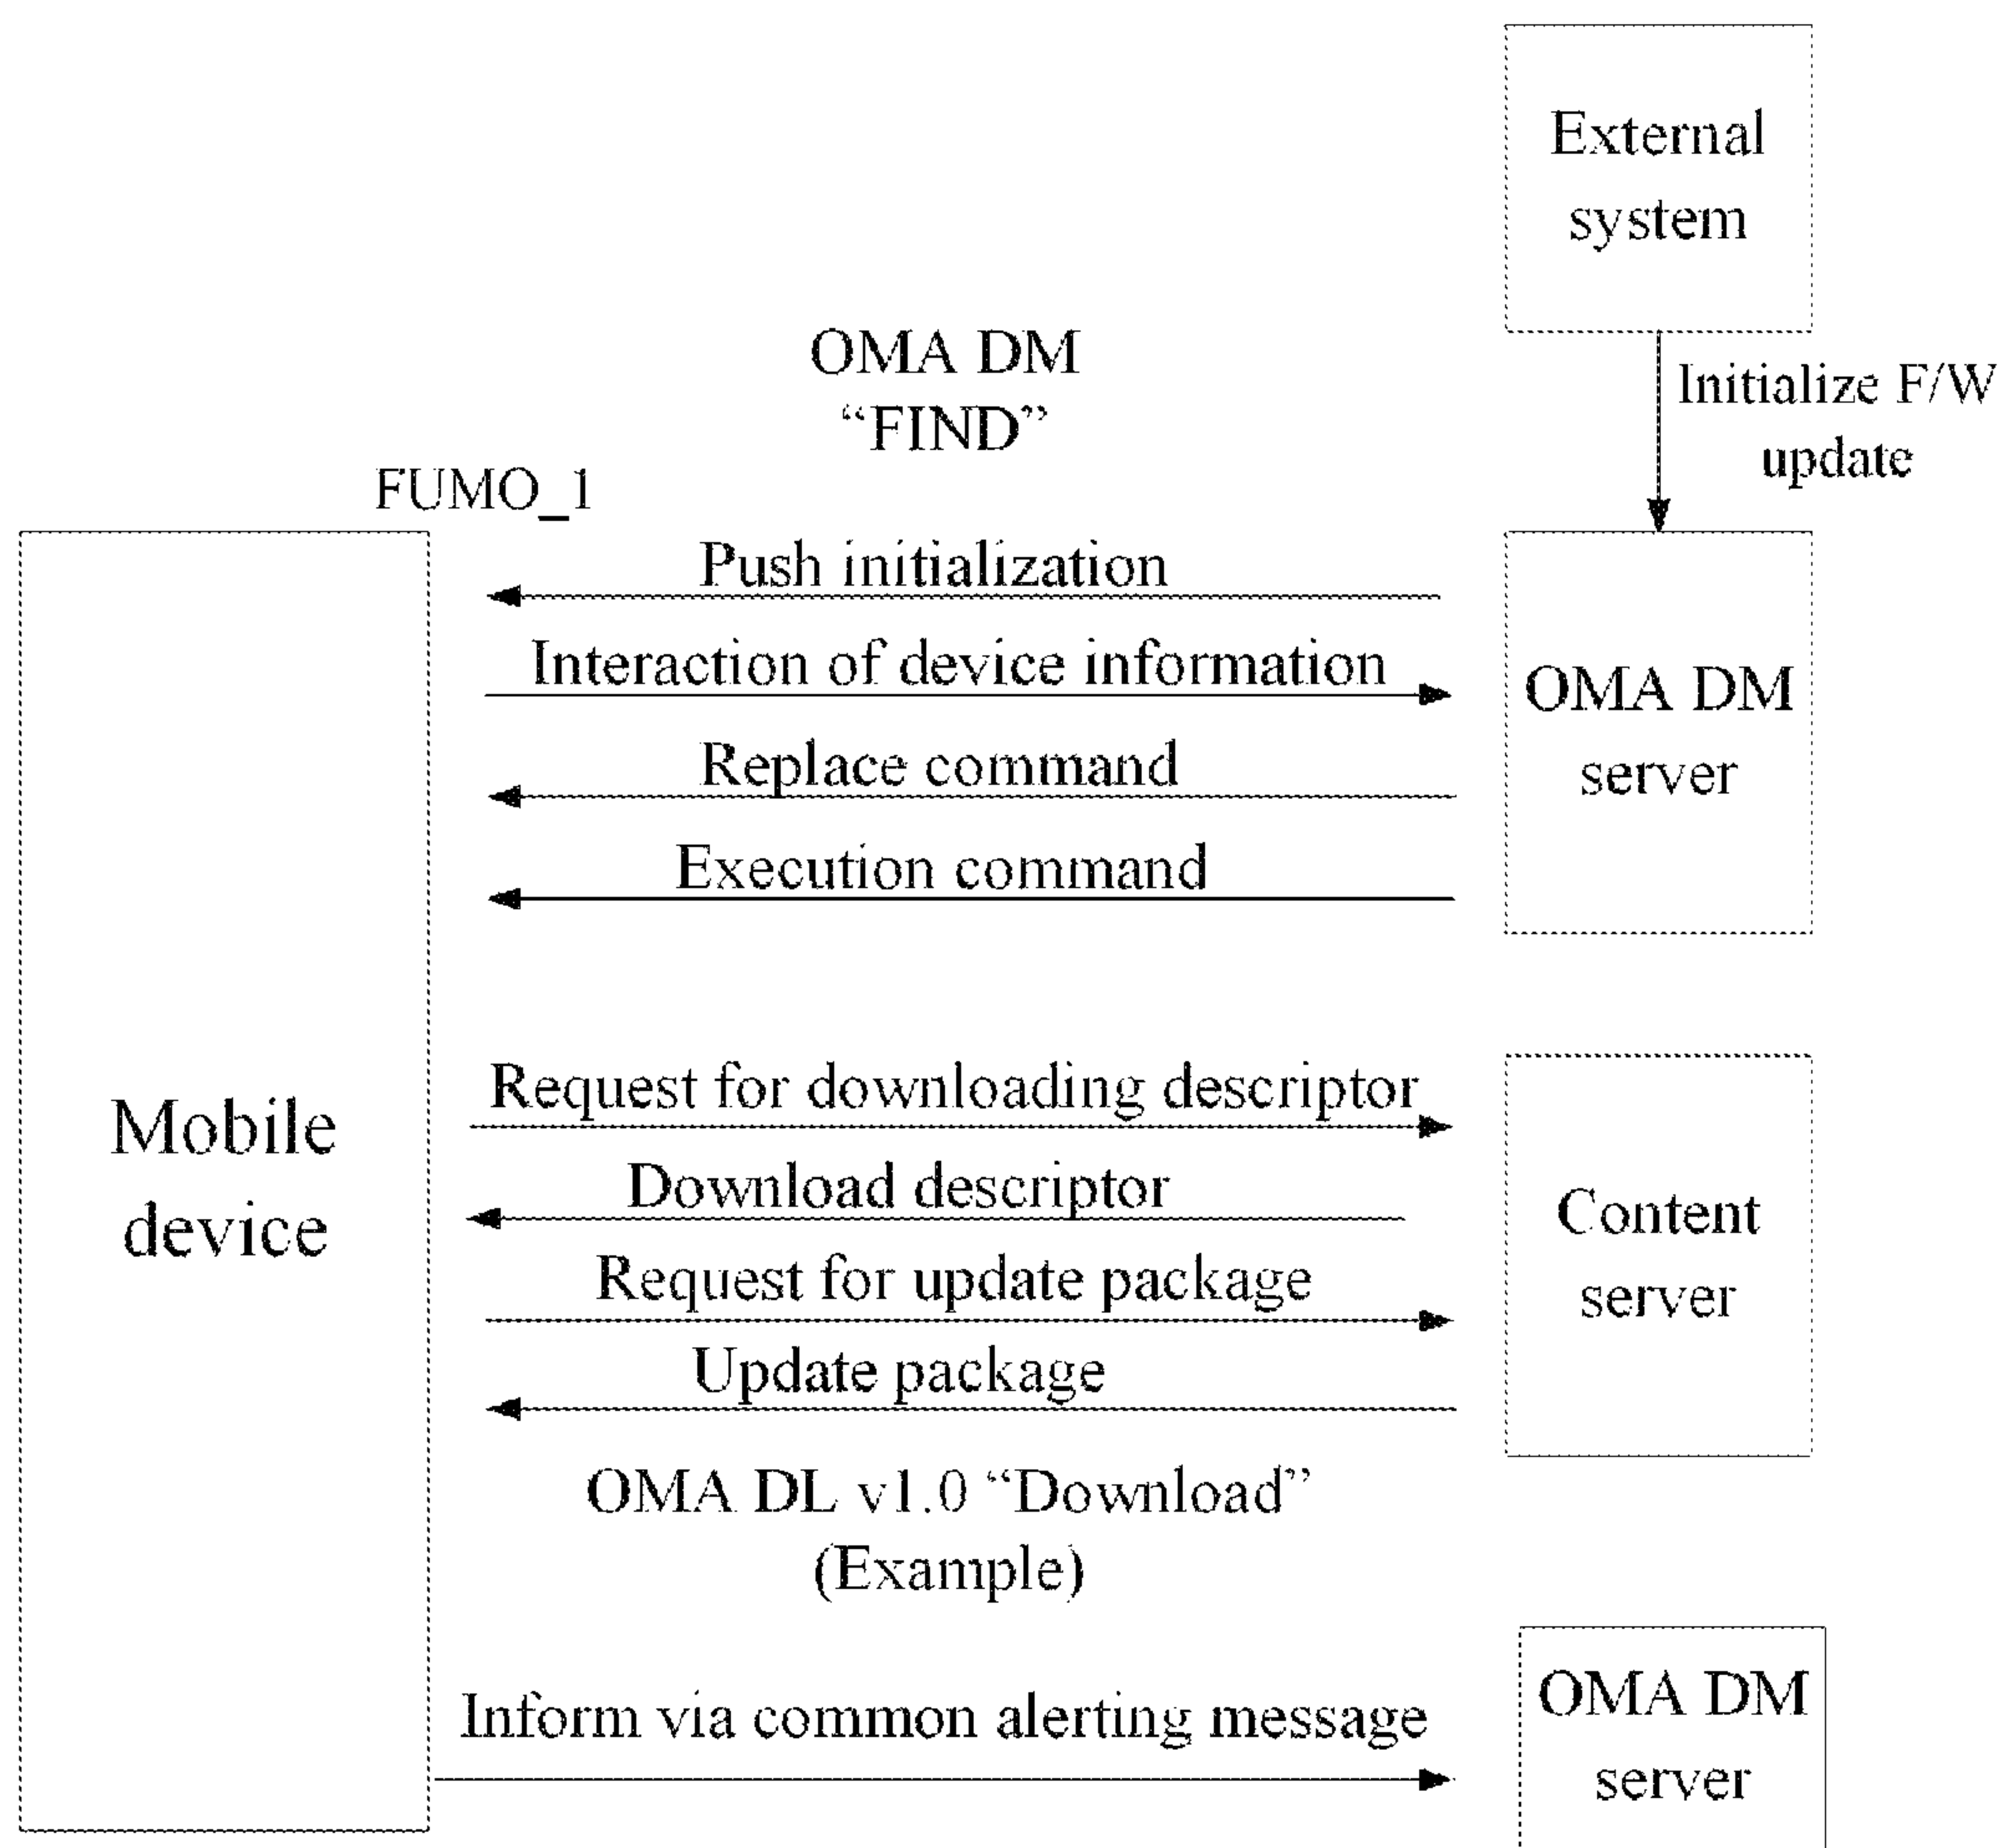 External
system
Initialize F/W
update
OMA DM
“FIND”
FUMO_1
Push initialization
Interaction of device information
Replace command
Execution command
OMA DM
server
Mobile
device
Request for downloading descriptor
Download descriptor
Request for update package
Update package
Content
server
OMA DL v1.0 “Download”
(Example)
Inform via common alerting message
OMA DM
server